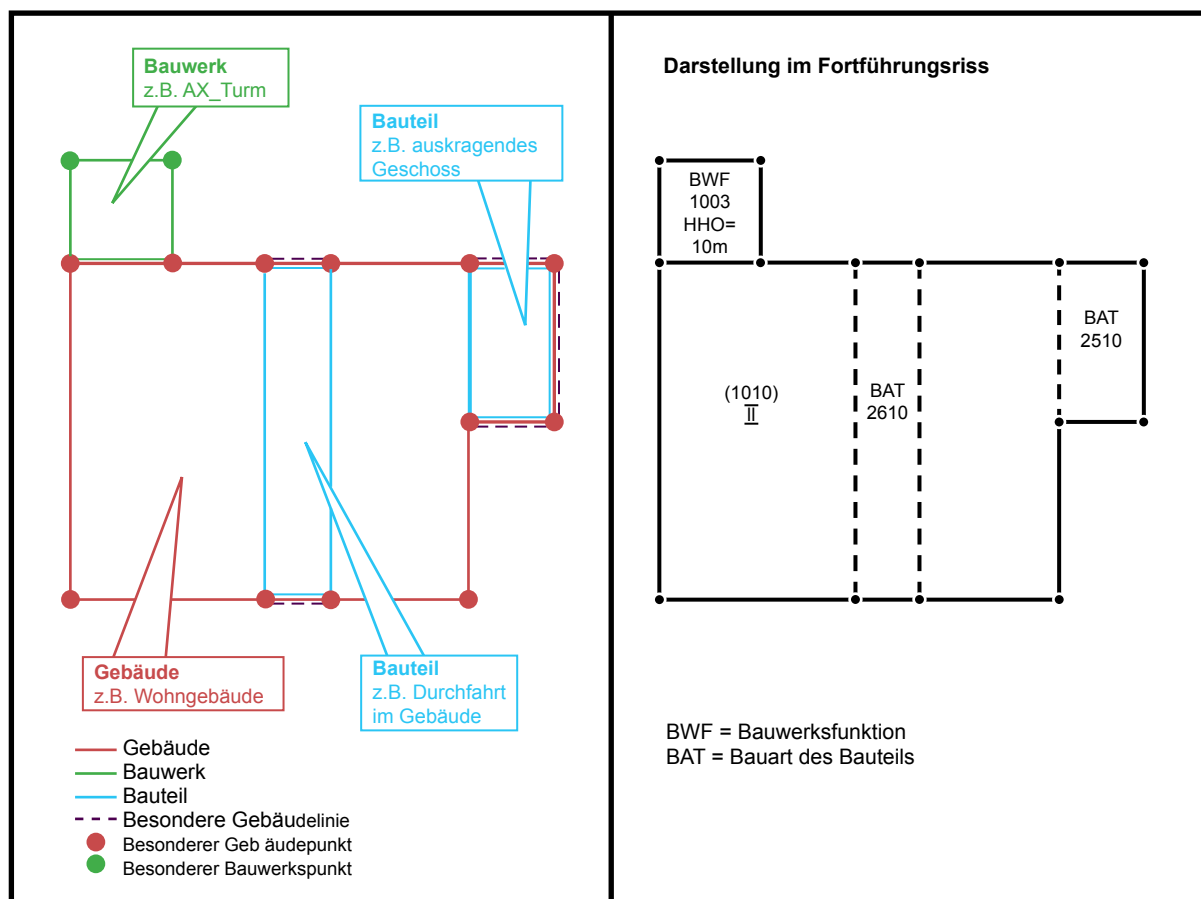 Bauwerk
z.B. AX_Turm
Bauteil
z.B. auskragendes
Geschoss
Gebäude
z.B. Wohngebäude
Bauteil
z.B. Durchfahrt
im Gebäude
Gebäude
Bauwerk
Bauteil
Besondere Gebäudelinie
Besonderer Geb äudepunkt
Besonderer Bauwerkspunkt
Darstellung im Fortführungsriss
BWF
1003
HHO=
10m
BAT
2510
(1010)
II
BAT
2610
BWF = Bauwerksfunktion
BAT = Bauart des Bauteils